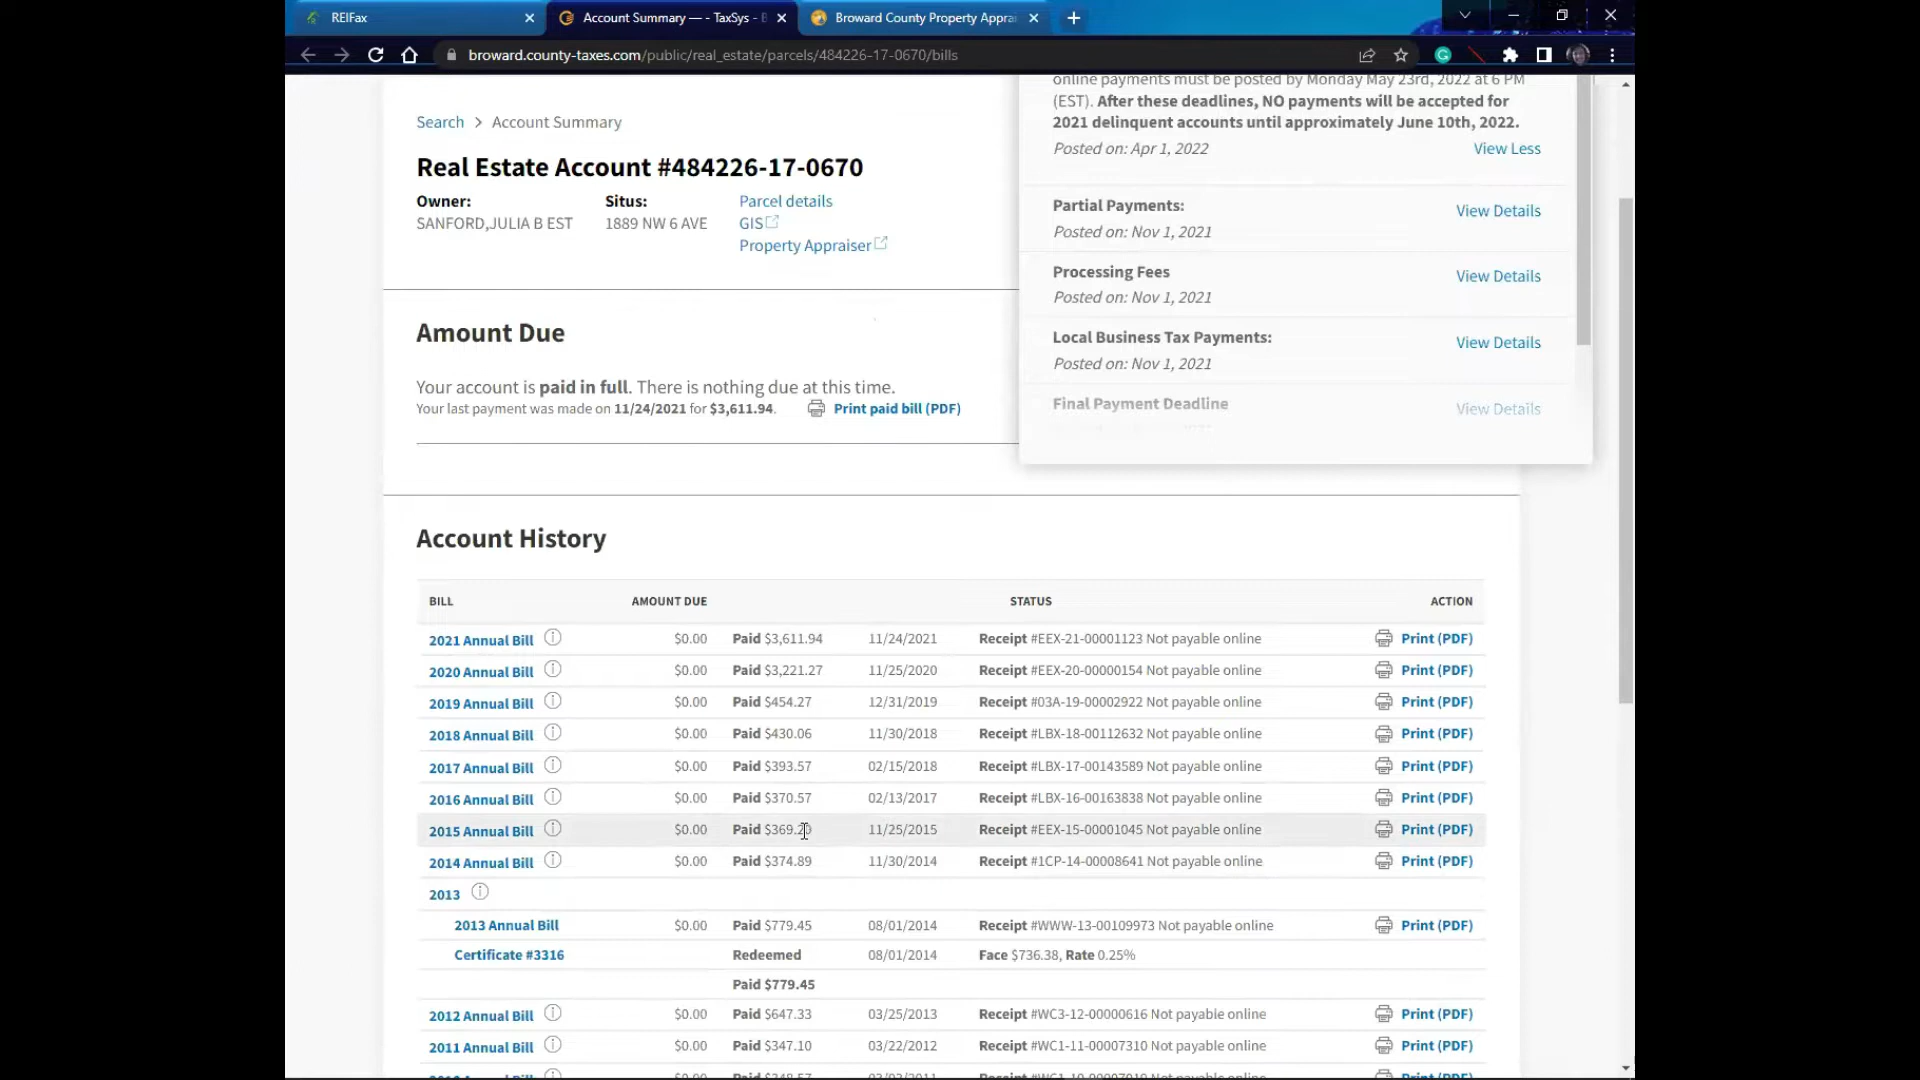 REIFax
Account Summary — - TaxSys - B
Broward County Property Apprai
broward.county-taxes.com/public/real_estate/parcels/484226-17-0670/bills
online payments must be posted by Monday May 23rd, 2022 at 6 PM
(EST). After these deadlines, NO payments will be accepted for
2021 delinquent accounts until approximately June 10th, 2022.
Posted on: Apr 1, 2022 View Less
Partial Payments: View Details
Posted on: Nov 1, 2021
Processing Fees View Details
Posted on: Nov 1, 2021
Local Business Tax Payments: View Details
Posted on: Nov 1, 2021
Final Payment Deadline View Details
Search > Account Summary
Real Estate Account #484226-17-0670
Owner: Situs: Parcel details
SANFORD,JULIA B EST 1889 NW 6 AVE GIS
Property Appraiser
Amount Due
Your account is paid in full. There is nothing due at this time.
Your last payment was made on 11/24/2021 for $3,611.94. Print paid bill (PDF)
Account History
BILL AMOUNT DUE STATUS ACTION
2021 Annual Bill $0.00 Paid $3,611.94 11/24/2021 Receipt #EEX-21-00001123 Not payable online Print (PDF)
2020 Annual Bill $0.00 Paid $3,221.27 11/25/2020 Receipt #EEX-20-00000154 Not payable online Print (PDF)
2019 Annual Bill $0.00 Paid $454.27 12/31/2019 Receipt #03A-19-00002922 Not payable online Print (PDF)
2018 Annual Bill $0.00 Paid $430.06 11/30/2018 Receipt #LBX-18-00112632 Not payable online Print (PDF)
2017 Annual Bill $0.00 Paid $393.57 02/15/2018 Receipt #LBX-17-00143589 Not payable online Print (PDF)
2016 Annual Bill $0.00 Paid $370.57 02/13/2017 Receipt #LBX-16-00163838 Not payable online Print (PDF)
2015 Annual Bill $0.00 Paid 11/25/2015 Receipt #EEX-15-00001045 Not payable online Print (PDF)
2014 Annual Bill $0.00 Paid $374.89 11/30/2014 Receipt #1CP-14-00008641 Not payable online Print (PDF)
2013
2013 Annual Bill $0.00 Paid $779.45 08/01/2014 Receipt #WWW-13-00109973 Not payable online Print (PDF)
Certificate #3316 Redeemed 08/01/2014 Face $736.38, Rate 0.25%
Paid $779.45
2012 Annual Bill $0.00 Paid $647.33 03/25/2013 Receipt #WC3-12-00000616 Not payable online Print (PDF)
2011 Annual Bill $0.00 Paid $347.10 03/22/2012 Receipt #WC1-11-00007310 Not payable online Print (PDF)